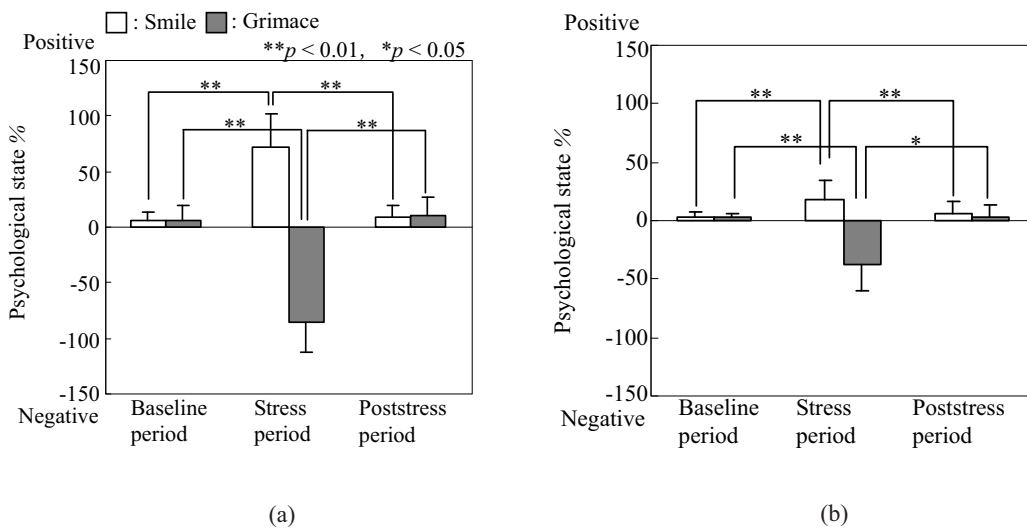 : Smile : Grimace
Positive
**p < 0.01, *p < 0.05
150
100
50
0
-50
-100
-150
Psychological state %
** **
** **
Negative
Baseline period
Stress period
Poststress period
(a)
Positive
150
100
50
0
-50
-100
-150
Psychological state %
** **
** *
Negative
Baseline period
Stress period
Poststress period
(b)